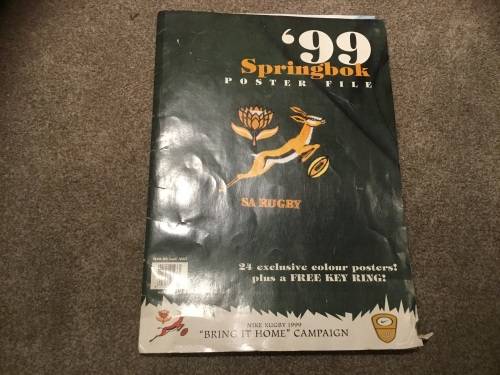 ‘99
Springbok
POSTER FILE
SA RUGBY
24 exclusive colour posters!
plus a FREE KEY RING!
NIKE RUGBY 1999
“BRING IT HOME” CAMPAIGN